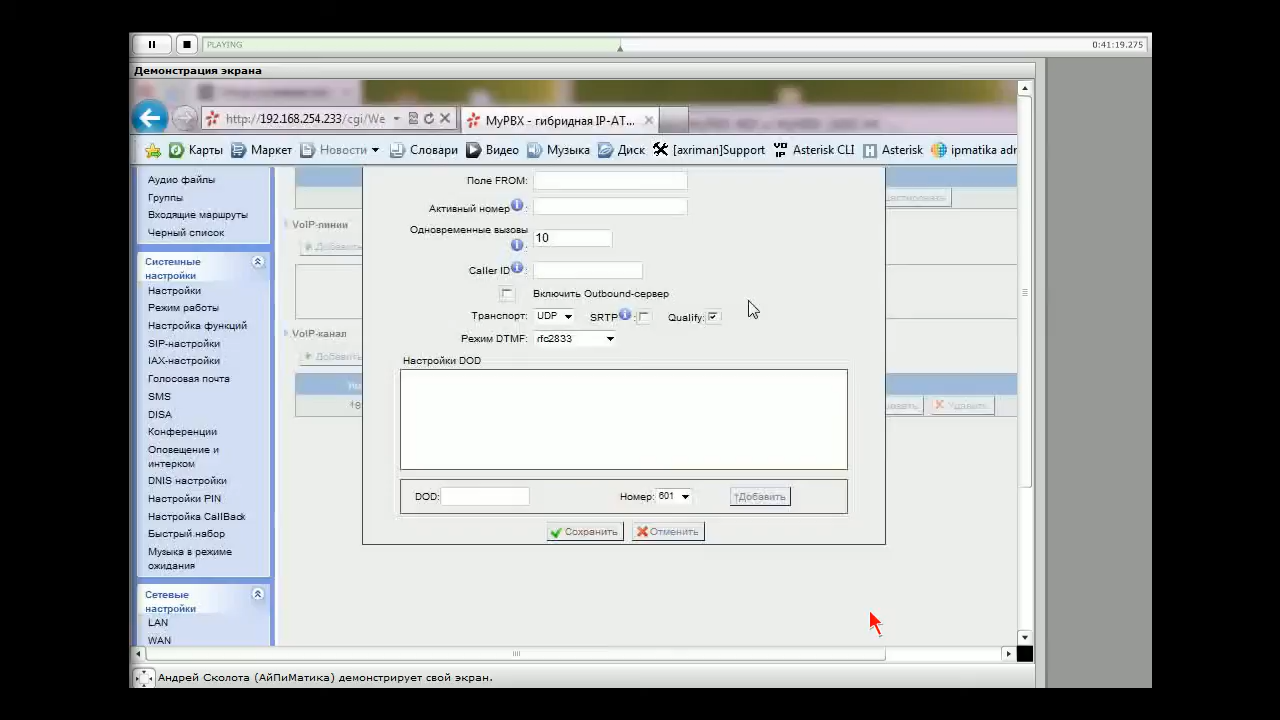 PLAYING
0:41:19.275
Демонстрация экрана
http://192.168.254.233/cgi/We
MyPBX - гибридная IP-AT...
Карты Маркет Новости Словари Видео Музыка Диск [axriman]Support Asterisk CLI Asterisk ipmatika adr
Аудио файлы
Группы
Входящие маршруты
Черный список
Системные
настройки
Настройки
Режим работы
Настройка функций
SIP-настройки
IAX-настройки
Голосовая почта
SMS
DISA
Конференции
Оповещение и
интерком
DNIS настройки
Настройки PIN
Настройка CallBack
Быстрый набор
Музыка в режиме
ожидания
Сетевые
настройки
LAN
WAN
VoIP-линии
Добавить
VoIP-канал
Добавить
Удалить
Поле FROM:
Активный номер :
Одновременные вызовы
: 10
Caller ID :
Включить Outbound-сервер
Транспорт: UDP SRTP : Qualify:
Режим DTMF: rfc2833
Настройки DOD
DOD: Номер: 601 †Добавить
Сохранить Отменить
Андрей Сколота (АйПиМатика) демонстрирует свой экран.